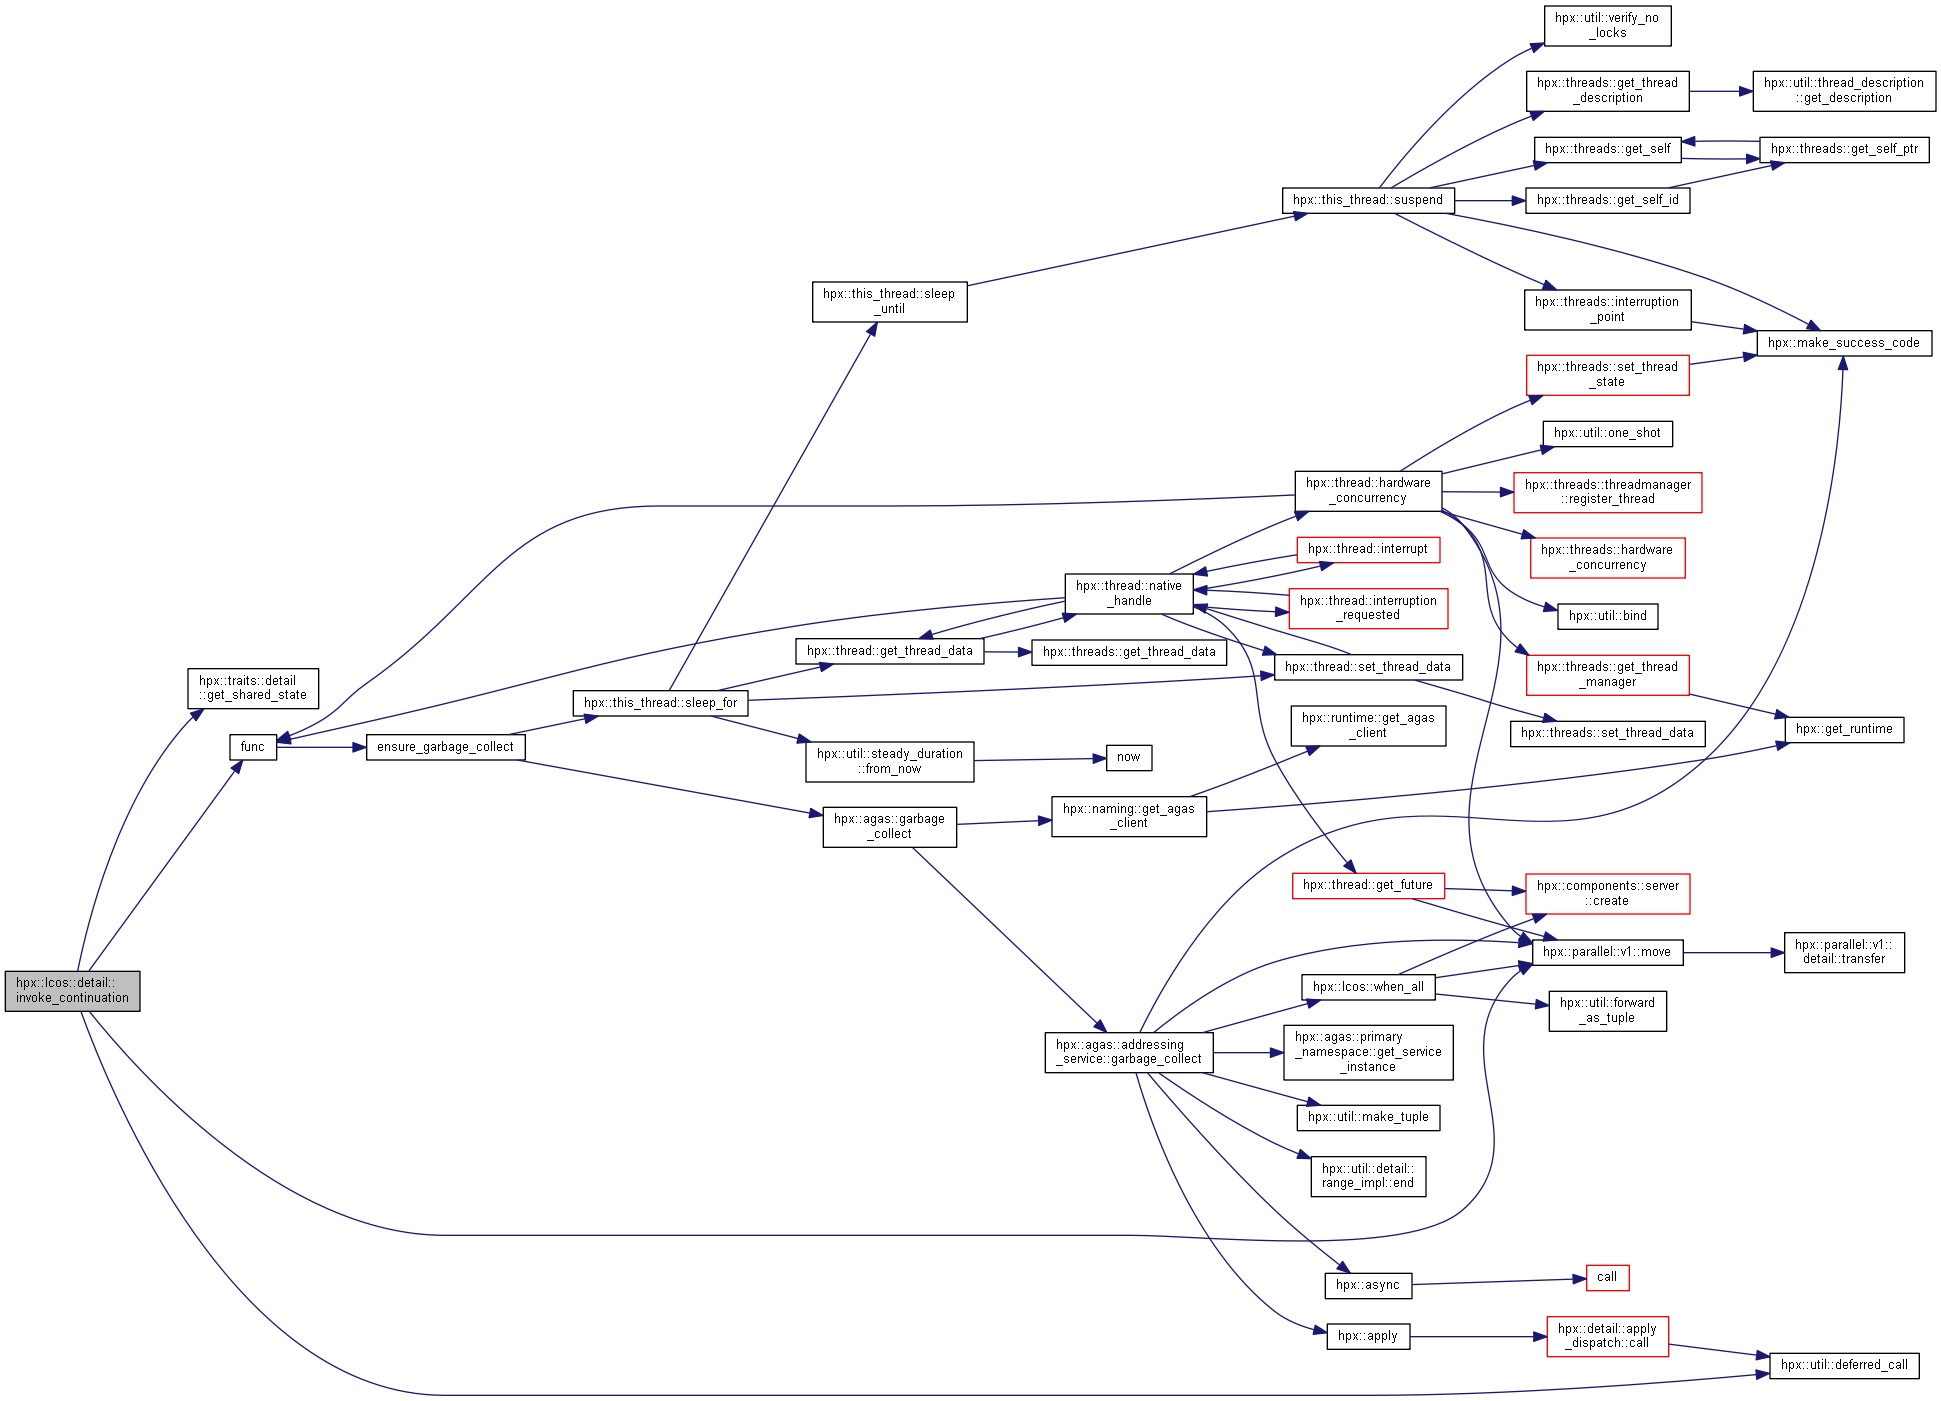 hpx::util::verify_no
_locks
hpx::threads::get_thread
_description
hpx::util::thread_description
::get_description
hpx::threads::get_self
hpx::threads::get_self_ptr
hpx::this_thread::suspend
hpx::threads::get_self_id
hpx::this_thread::sleep
_until
hpx::threads::interruption
_point
hpx::make_success_code
hpx::threads::set_thread
_state
hpx::util::one_shot
hpx::thread::hardware
_concurrency
hpx::threads::threadmanager
::register_thread
hpx::thread::interrupt
hpx::threads::hardware
_concurrency
hpx::thread::native
_handle
hpx::thread::interruption
_requested
hpx::util::bind
hpx::thread::get_thread_data
hpx::threads::get_thread_data
hpx::thread::set_thread_data
hpx::threads::get_thread
_manager
hpx::traits::detail
::get_shared_state
hpx::this_thread::sleep_for
hpx::runtime::get_agas
_client
hpx::threads::set_thread_data
hpx::get_runtime
func
ensure_garbage_collect
hpx::util::steady_duration
::from_now
now
hpx::agas::garbage
_collect
hpx::naming::get_agas
_client
hpx::thread::get_future
hpx::components::server
::create
hpx::parallel::v1::move
hpx::parallel::v1::
detail::transfer
hpx::lcos::detail::
invoke_continuation
hpx::lcos::when_all
hpx::util::forward
_as_tuple
hpx::agas::addressing
_service::garbage_collect
hpx::agas::primary
_namespace::get_service
_instance
hpx::util::make_tuple
hpx::util::detail::
range_impl::end
hpx::async
call
hpx::apply
hpx::detail::apply
_dispatch::call
hpx::util::deferred_call